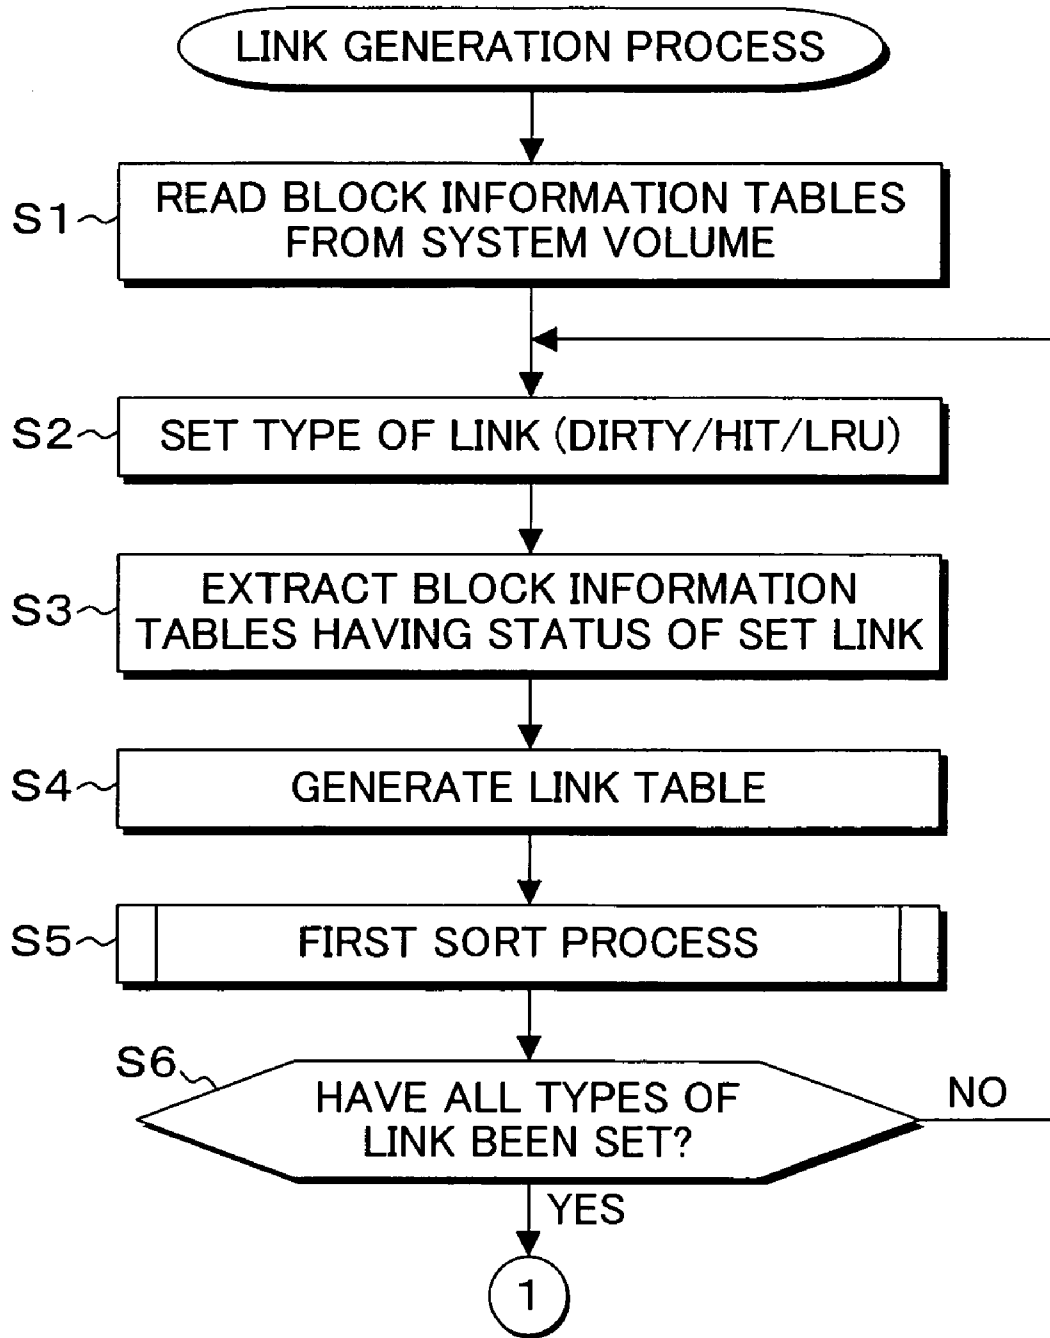 LINK GENERATION PROCESS
S1
READ BLOCK INFORMATION TABLES
FROM SYSTEM VOLUME
S2
SET TYPE OF LINK (DIRTY/HIT/LRU)
S3
EXTRACT BLOCK INFORMATION
TABLES HAVING STATUS OF SET LINK
S4
GENERATE LINK TABLE
S5
FIRST SORT PROCESS
S6
HAVE ALL TYPES OF
LINK BEEN SET?
NO
YES
1